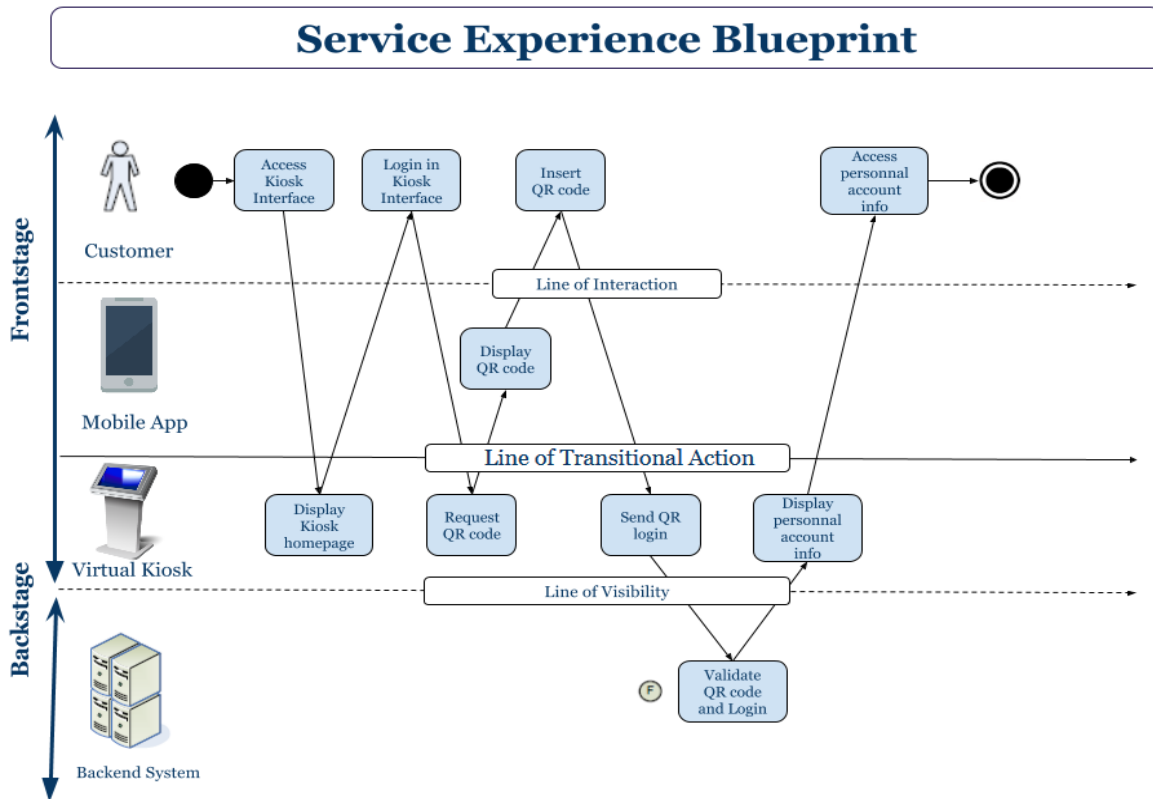 Service Experience Blueprint
Frontstage
Customer
Access
Kiosk
Interface
Login in
Kiosk
Interface
Insert
QR code
Access
personnal
account
info
Line of Interaction
Mobile App
Display
QR code
Line of Transitional Action
Virtual Kiosk
Display
Kiosk
homepage
Request
QR code
Send QR
login
Display
personnal
account
info
Line of Visibility
Backstage
Backend System
F
Validate
QR code
and Login